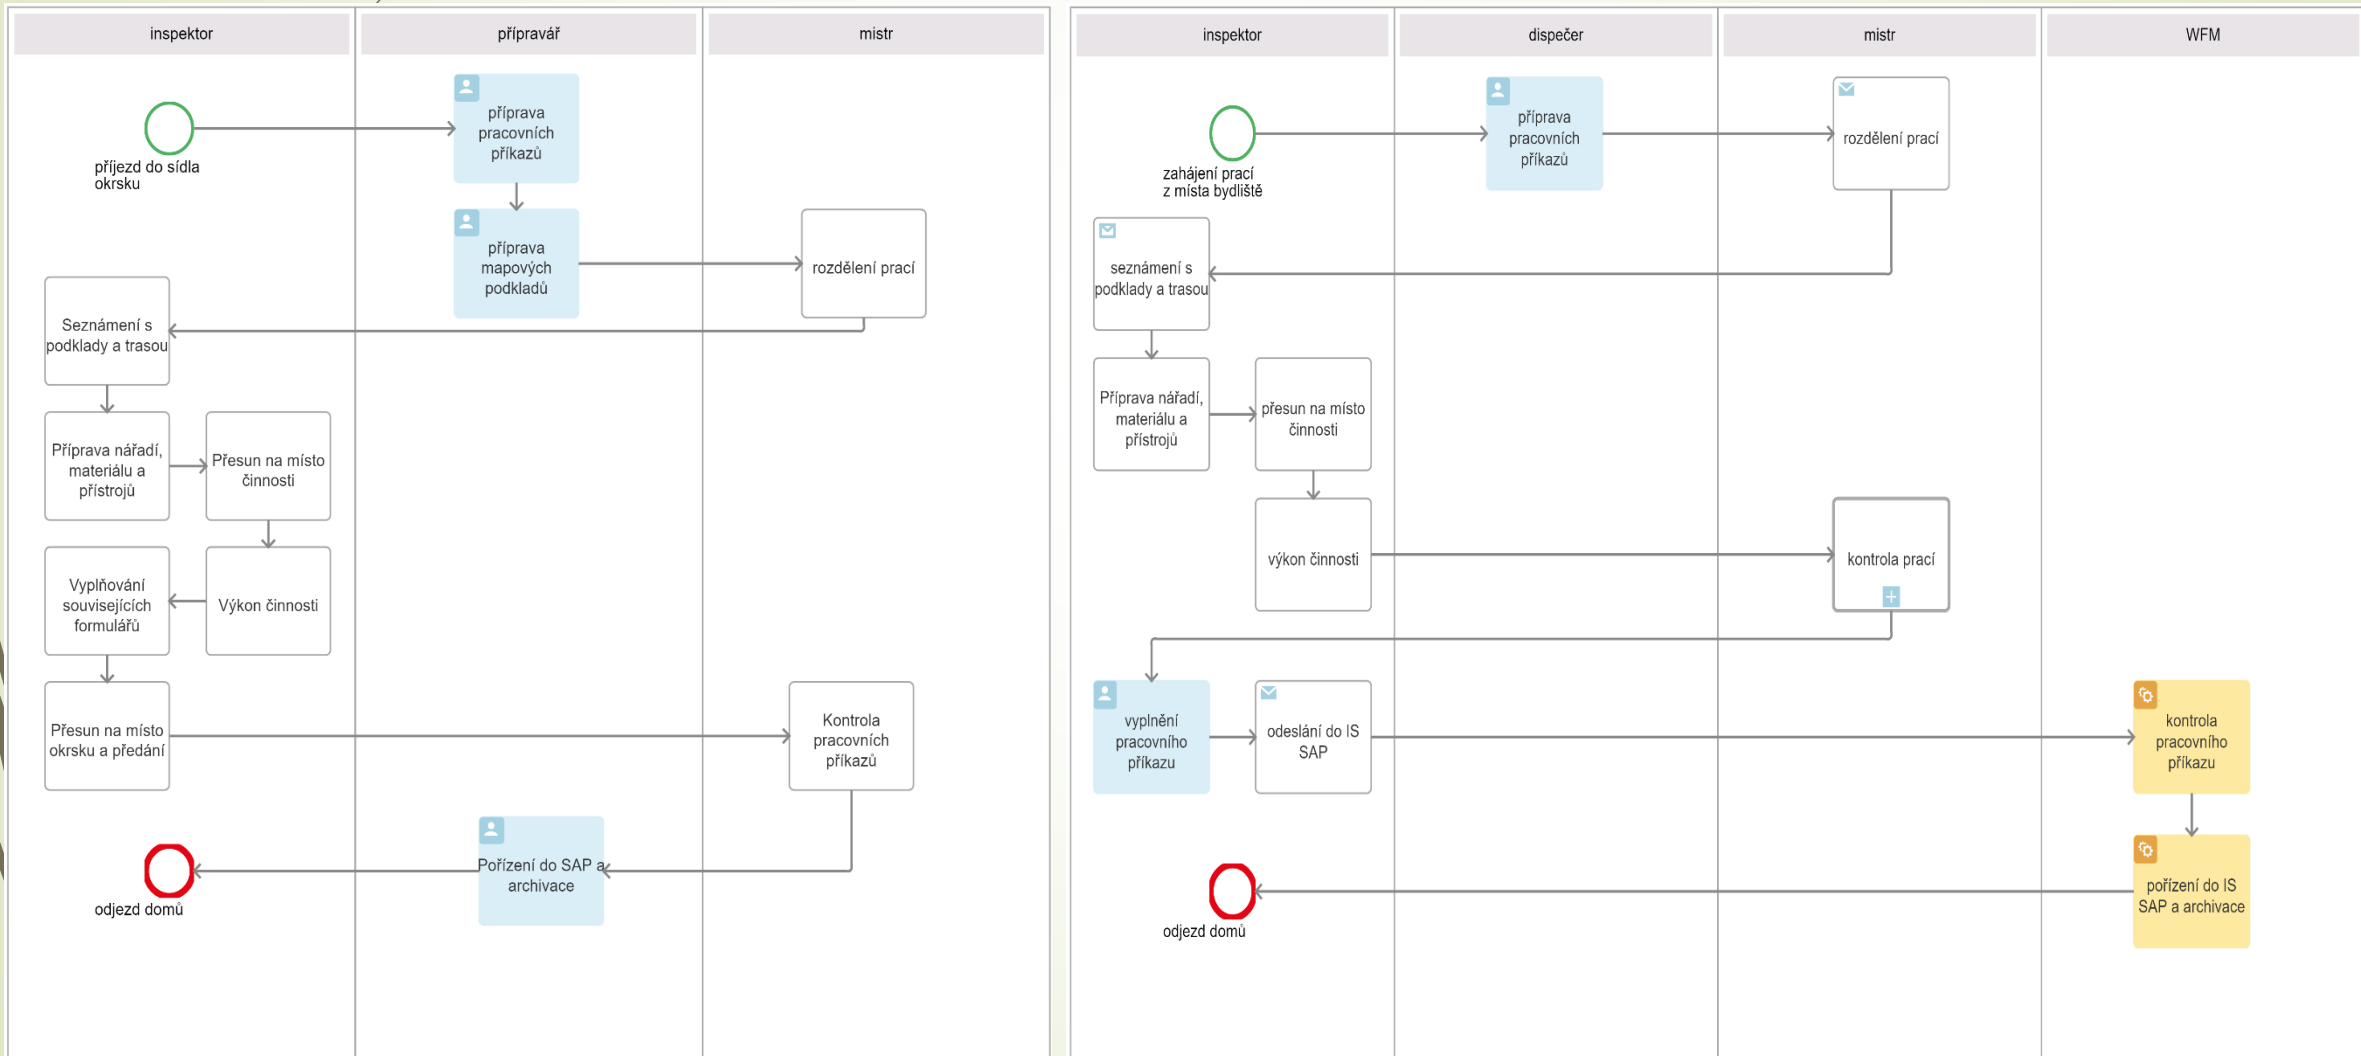 inspektor
přípravář
mistr
příprava
pracovních
příkazů
příjezd do sídla
okrsku
příprava
mapových
podkladů
rozdělení prací
Seznámení s
podklady a trasou
Příprava nářadí,
materiálu a
přístrojů
Přesun na místo
činnosti
Vyplňování
souvisejících
formulářů
Výkon činnosti
Přesun na místo
okrsku a předání
Kontrola
pracovních
příkazů
Pořízení do SAP a
archivace
odjezd domů
inspektor
dispečer
mistr
WFM
příprava
pracovních
příkazů
rozdělení prací
zahájení prací
z místa bydliště
seznámení s
podklady a trasou
Příprava nářadí,
materiálu a
přístrojů
přesun na místo
činnosti
výkon činnosti
kontrola prací
vyplnění
pracovního
příkazu
odeslání do IS
SAP
kontrola
pracovního
příkazu
pořízení do IS
SAP a archivace
odjezd domů